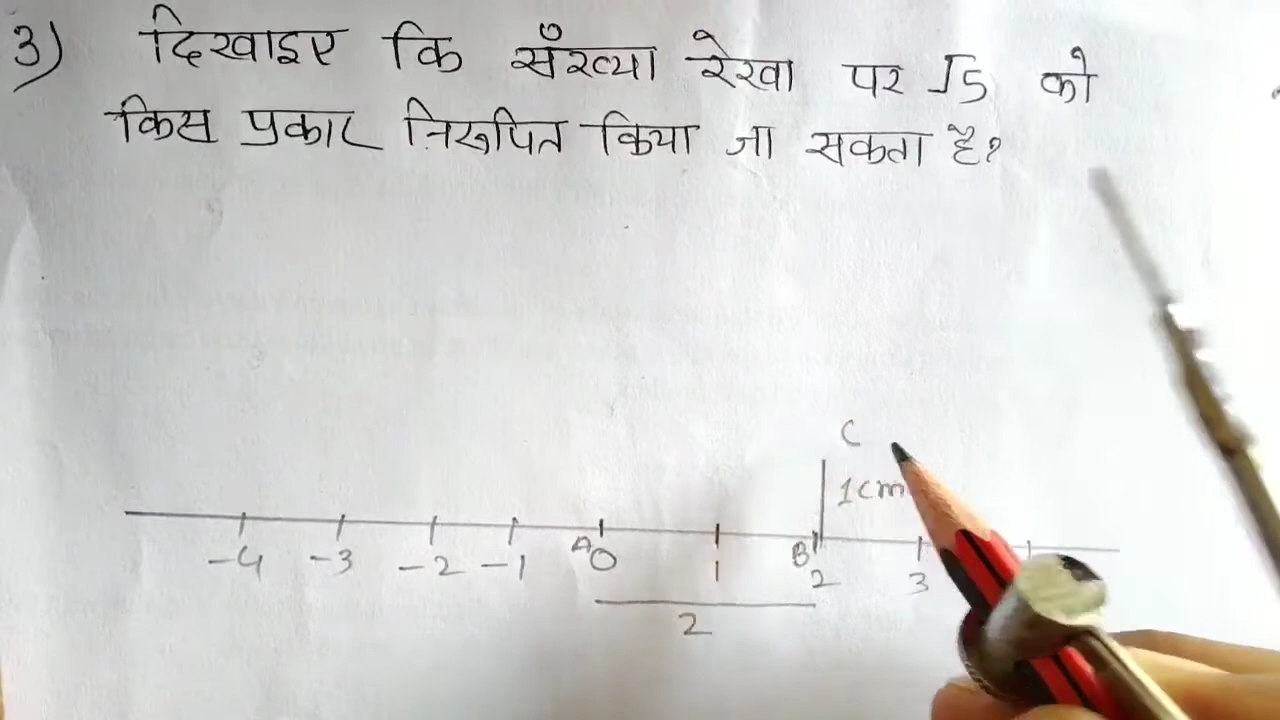 3) दिखाइए कि सँख्या रेखा पर √5 को
किस प्रकार निरूपित किया जा सकता है?
C
1cm
A B
-4 -3 -2 -1 0 1 2 3
2